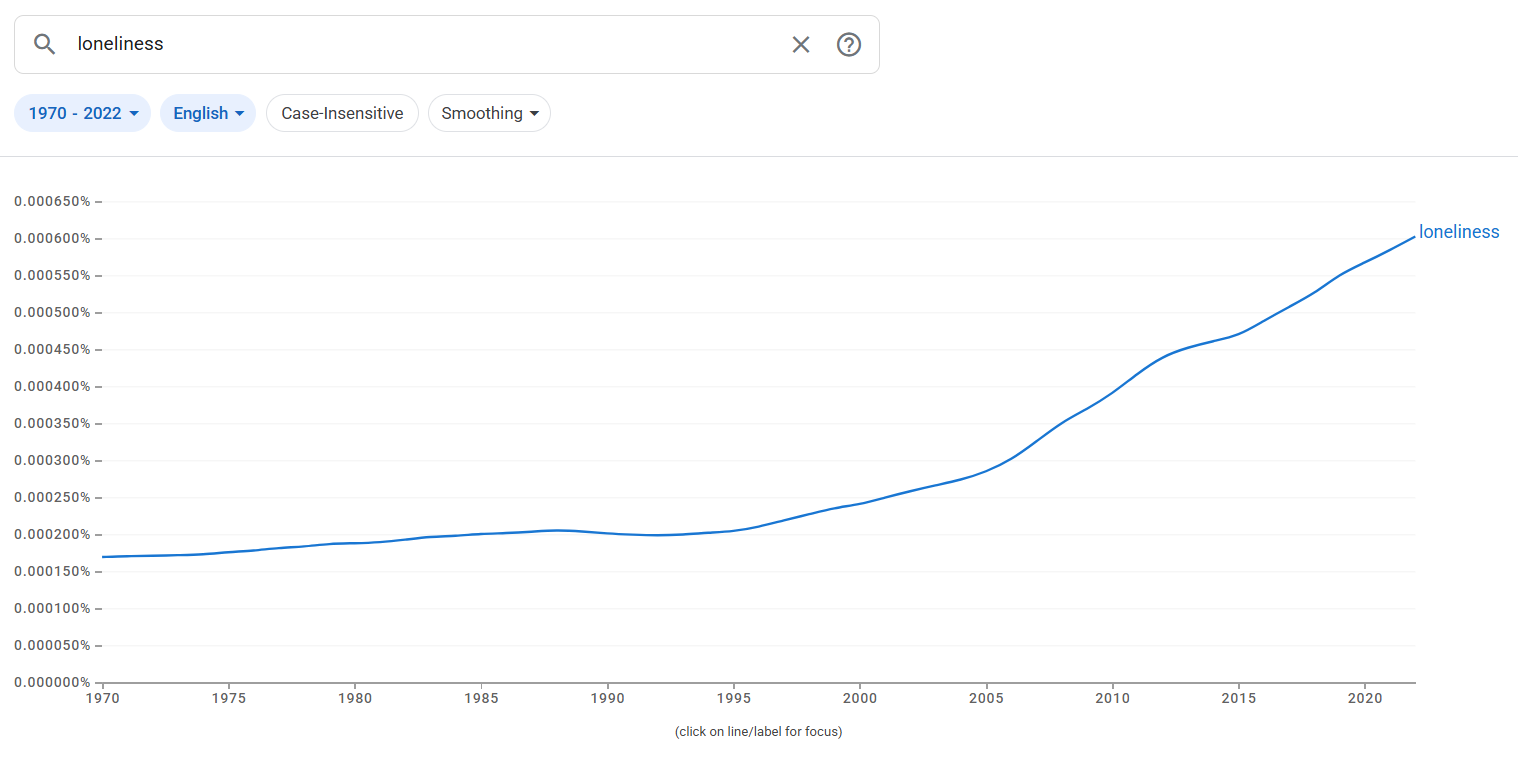 loneliness
1970 - 2022 English Case-Insensitive Smoothing
0.000650%
loneliness
0.000600%
0.000550%
0.000500%
0.000450%
0.000400%
0.000350%
0.000300%
0.000250%
0.000200%
0.000150%
0.000100%
0.000050%
0.000000%
1970 1975 1980 1985 1990 1995 2000 2005 2010 2015 2020
(click on line/label for focus)